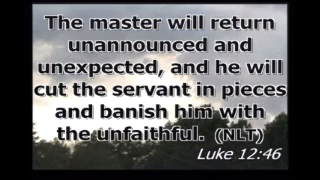 The master will return
unannounced and
unexpected, and he will
cut the servant in pieces
and banish him with
the unfaithful. (NLT)
Luke 12:46